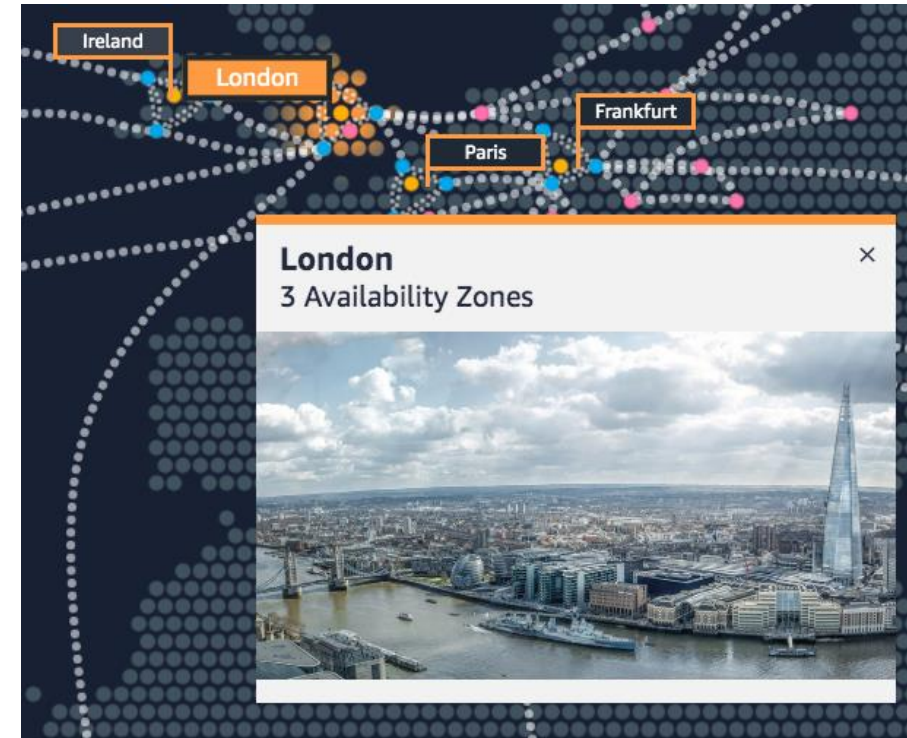 Ireland
London
Frankfurt
Paris
London
×
3 Availability Zones